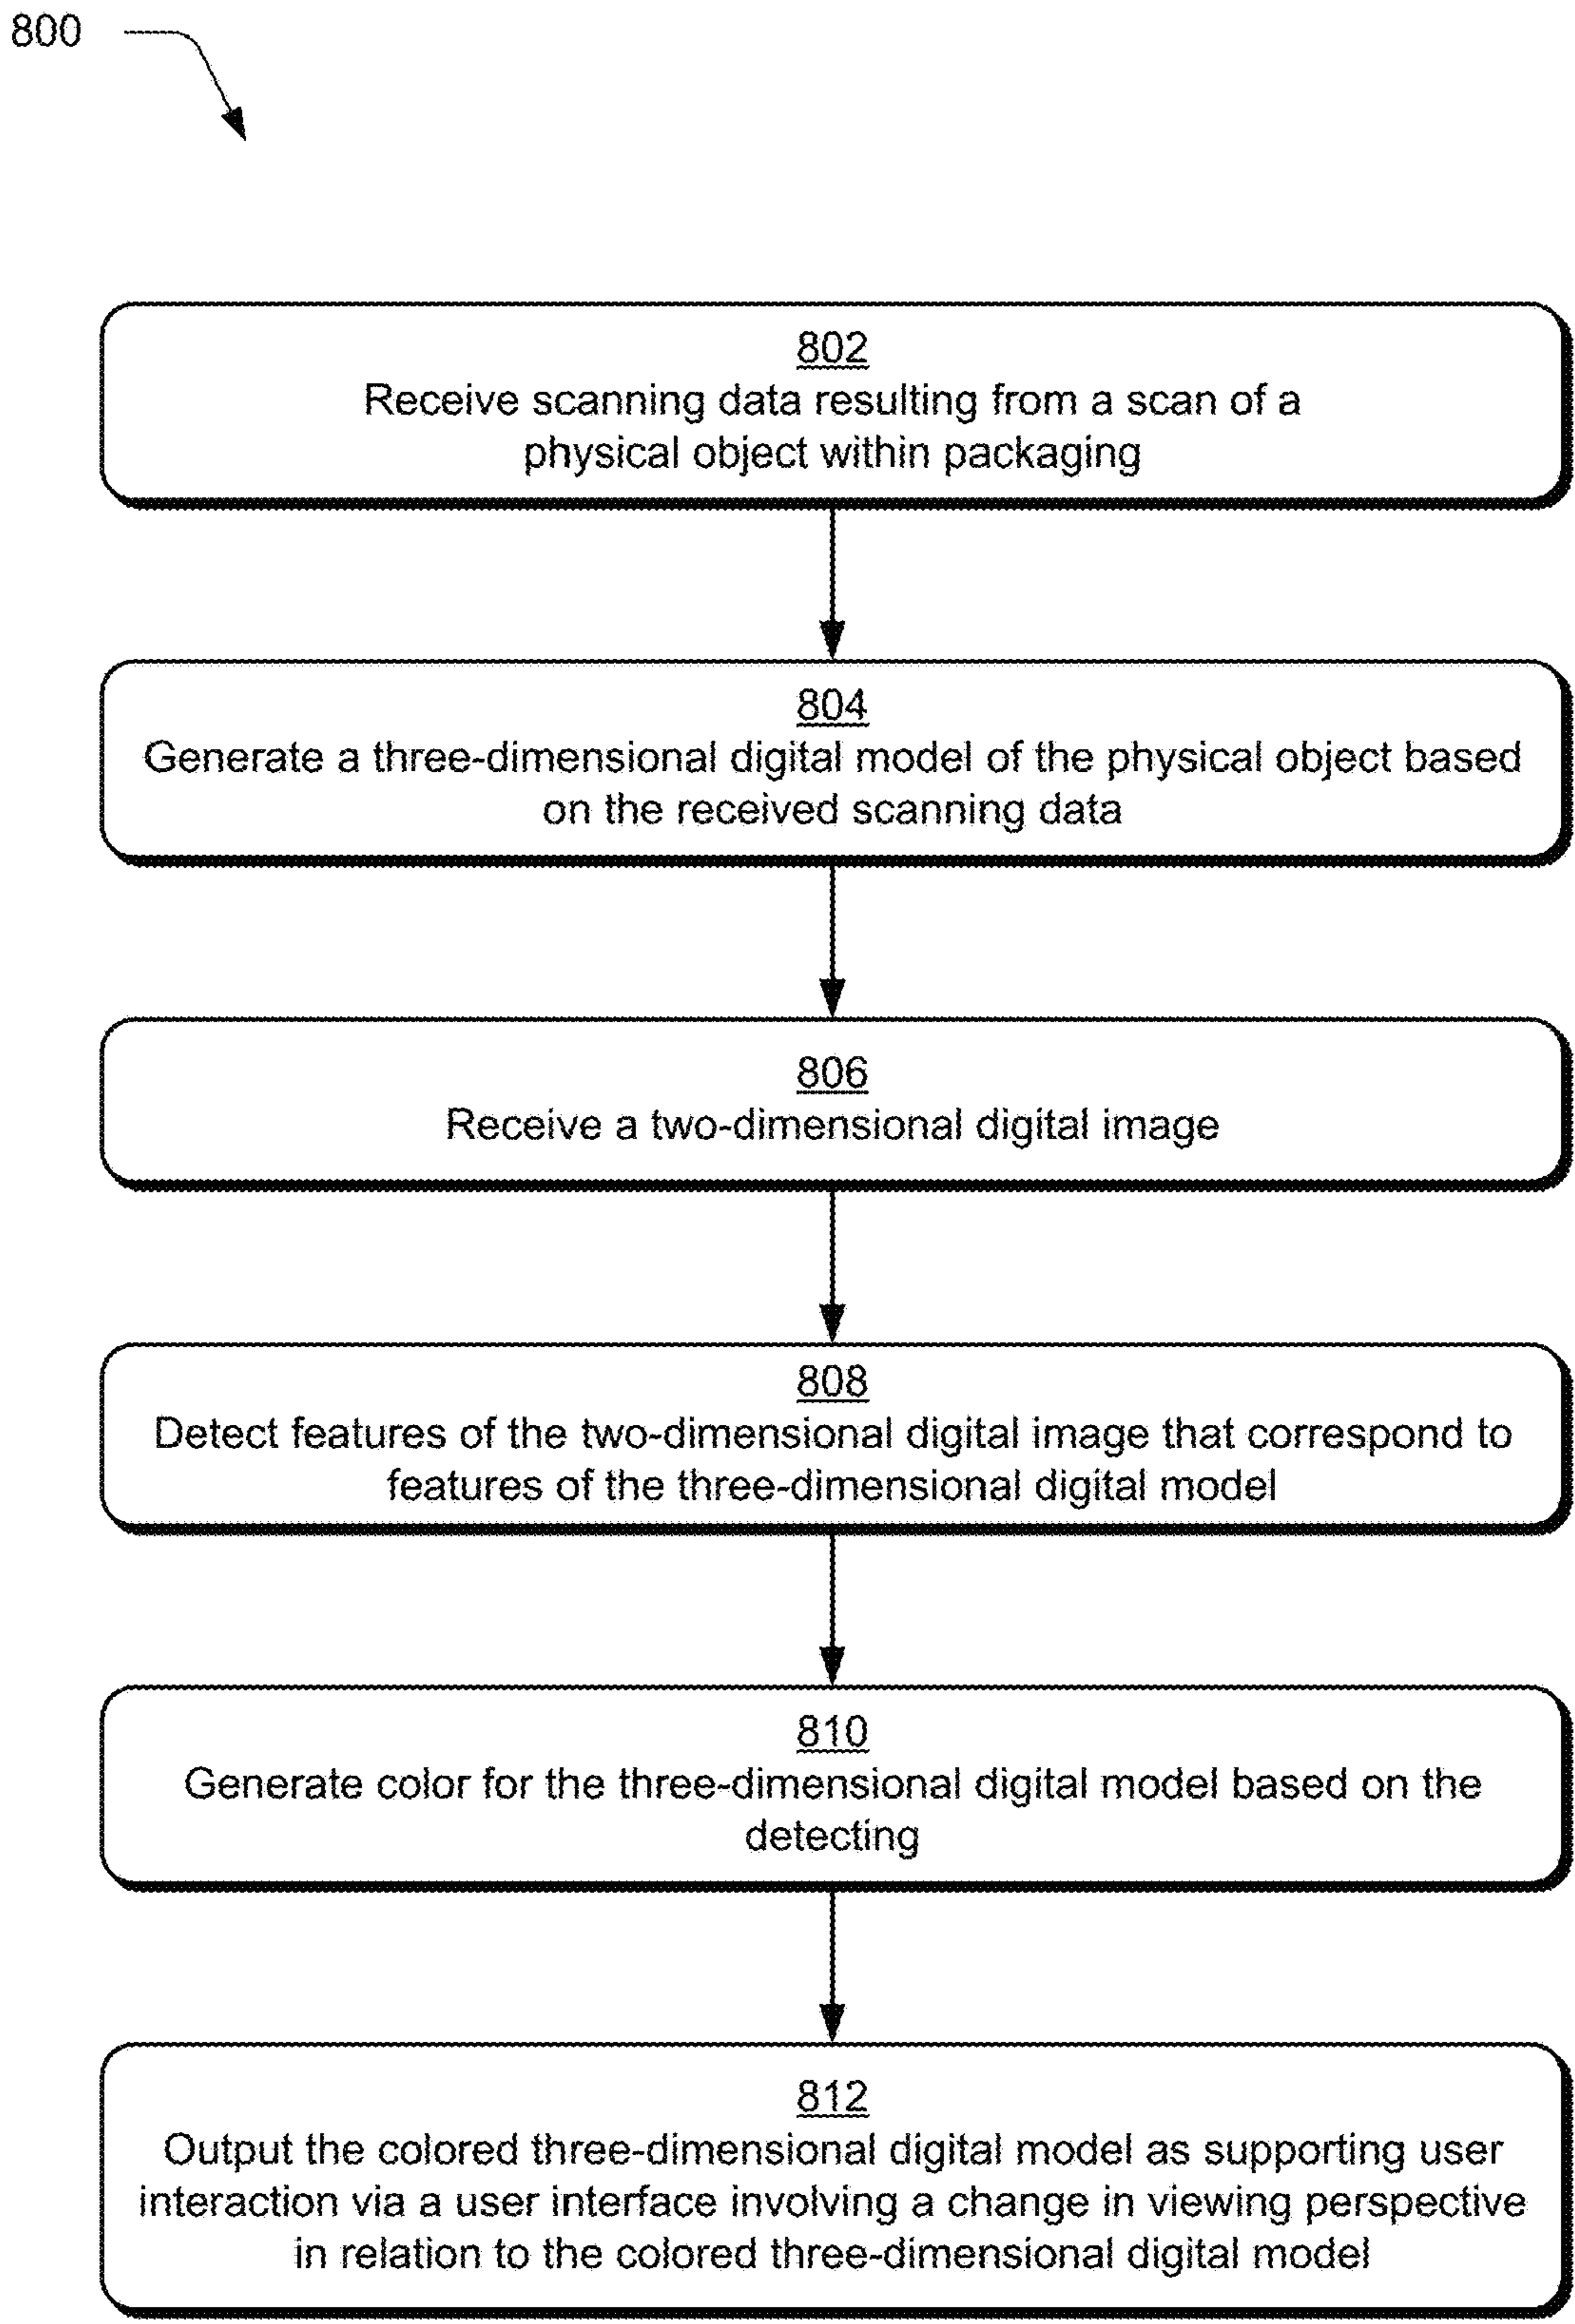 800
802
Receive scanning data resulting from a scan of a
physical object within packaging
804
Generate a three-dimensional digital model of the physical object based
on the received scanning data
806
Receive a two-dimensional digital image
808
Detect features of the two-dimensional digital image that correspond to
features of the three-dimensional digital model
810
Generate color for the three-dimensional digital model based on the
detecting
812
Output the colored three-dimensional digital model as supporting user
interaction via a user interface involving a change in viewing perspective
in relation to the colored three-dimensional digital model